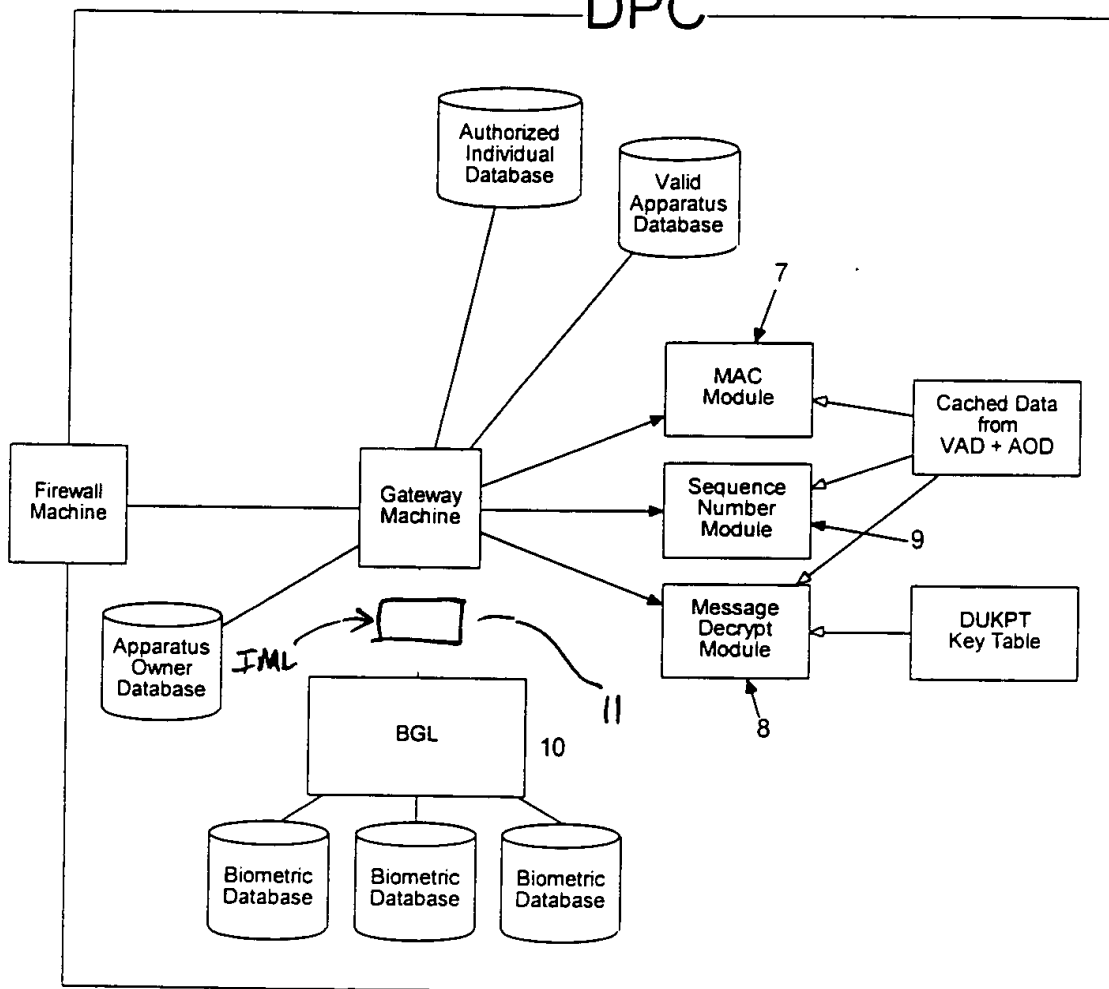 DPC
Authorized
Individual
Database
Valid
Apparatus
Database
7
MAC
Module
Cached Data
from
VAD + AOD
Firewall
Machine
Gateway
Machine
Sequence
Number
Module
9
Apparatus
Owner
Database
IML
11
Message
Decrypt
Module
DUKPT
Key Table
8
BGL
10
Biometric
Database
Biometric
Database
Biometric
Database